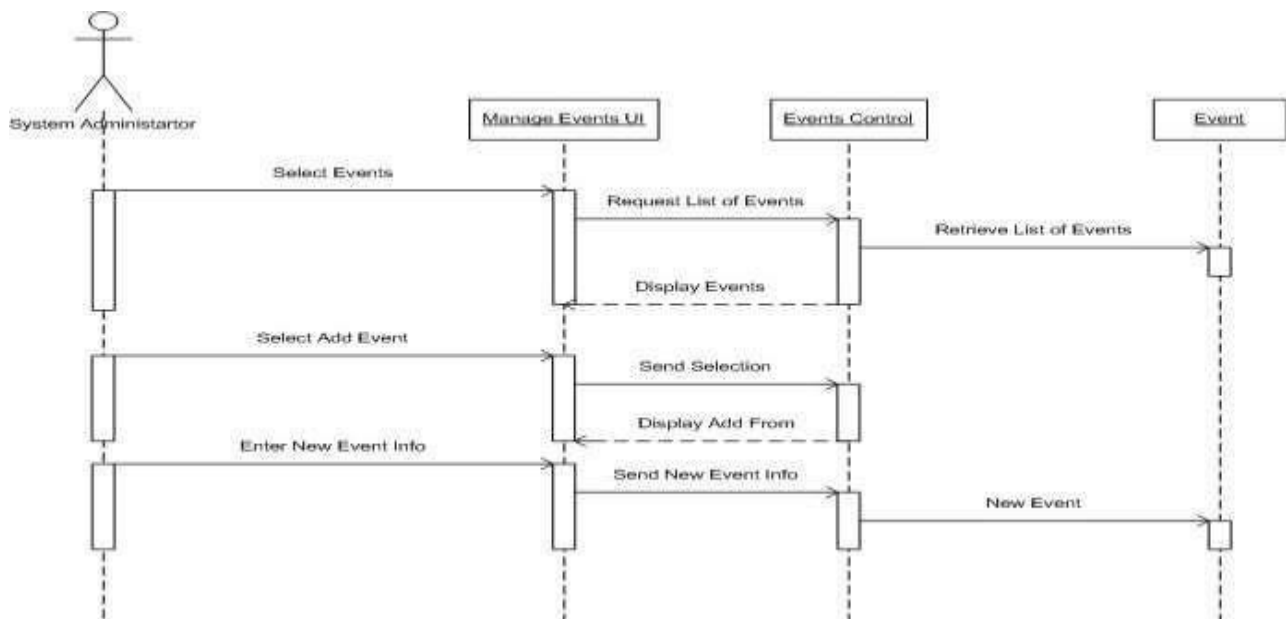 System Administartor
Manage Events UI
Events Control
Event
Select Events
Request List of Events
Retrieve List of Events
Display Events
Select Add Event
Send Selection
Display Add From
Enter New Event Info
Send New Event Info
New Event